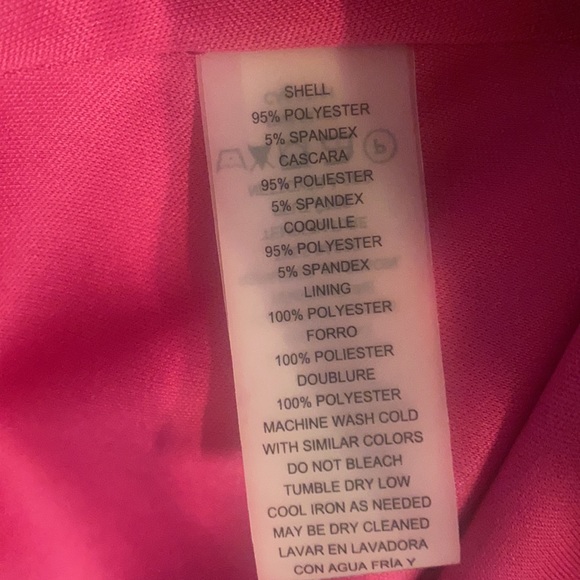 SHELL
95% POLYESTER
5% SPANDEX
CASCARA
95% POLIESTER
5% SPANDEX
COQUILLE
95% POLYESTER
5% SPANDEX
LINING
100% POLYESTER
FORRO
100% POLIESTER
DOUBLURE
100% POLYESTER
MACHINE WASH COLD
WITH SIMILAR COLORS
DO NOT BLEACH
TUMBLE DRY LOW
COOL IRON AS NEEDED
MAY BE DRY CLEANED
LAVAR EN LAVADORA
CON AGUA FRÍA Y